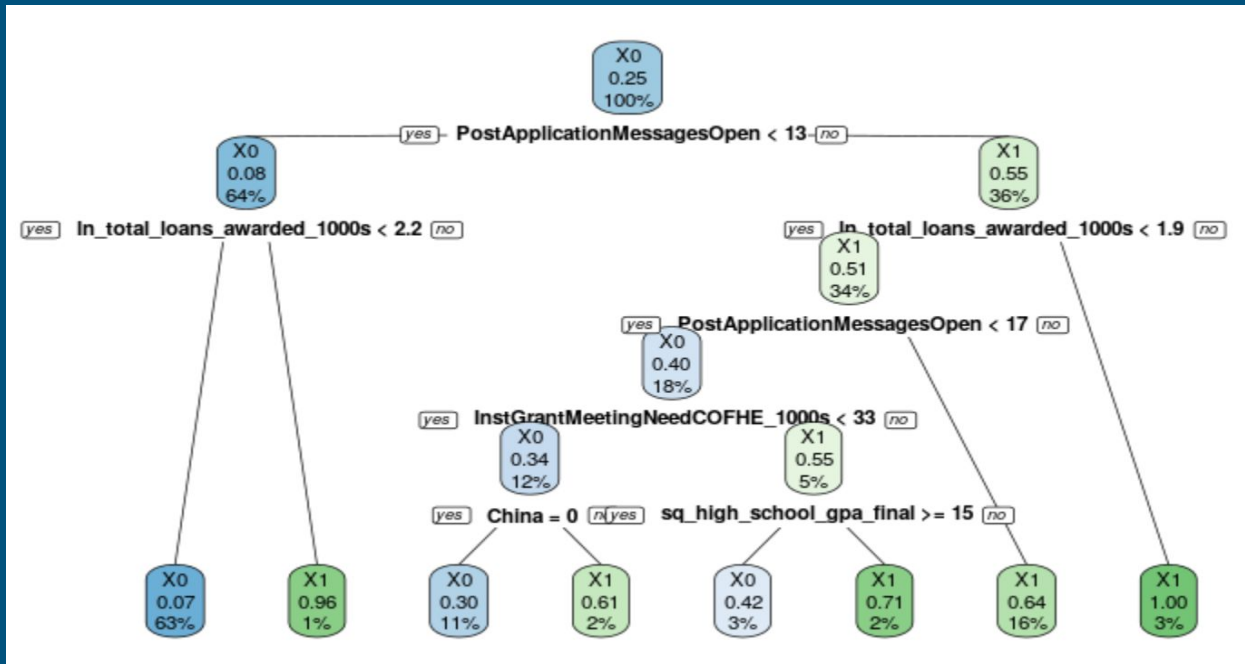 X0
0.25
100%
yes PostApplicationMessagesOpen < 13 no
X0
0.08
64%
X1
0.55
36%
yes ln_total_loans_awarded_1000s < 2.2 no
yes ln_total_loans_awarded_1000s < 1.9 no
X1
0.51
34%
yes PostApplicationMessagesOpen < 17 no
X0
0.40
18%
yes InstGrantMeetingNeedCOFHE_1000s < 33 no
X0
0.34
12%
X1
0.55
5%
yes China = 0
yes sq_high_school_gpa_final >= 15 no
X0
0.07
63%
X1
0.96
1%
X0
0.30
11%
X1
0.61
2%
X0
0.42
3%
X1
0.71
2%
X1
0.64
16%
X1
1.00
3%